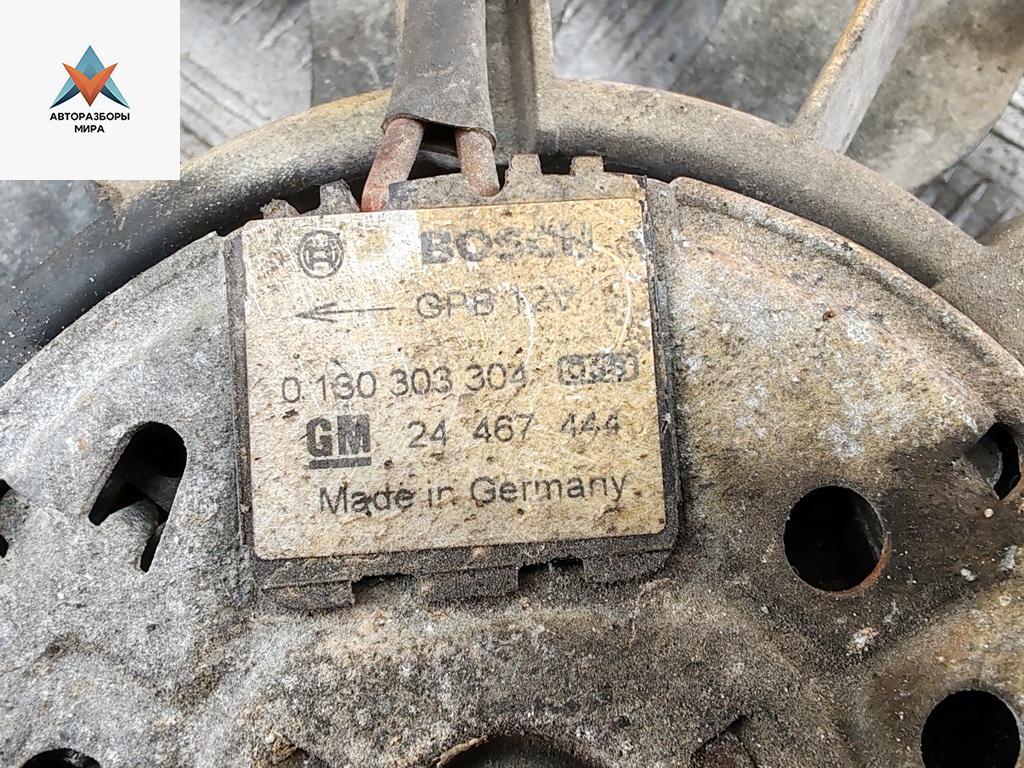 АВТОРАЗБОРЫ
МИРА
BOSCH
GPB 12V
0 130 303 304
GM 24 467 444
Made in Germany